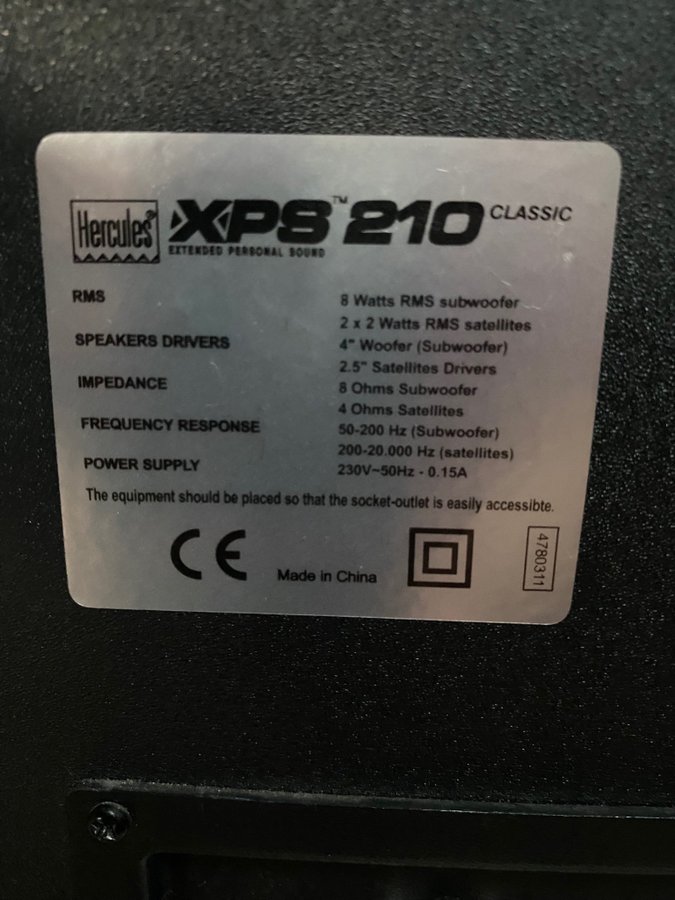 Hercules® XPS™ 210 CLASSIC
EXTENDED PERSONAL SOUND
RMS 8 Watts RMS subwoofer
2 x 2 Watts RMS satellites
SPEAKERS DRIVERS 4" Woofer (Subwoofer)
2.5" Satellites Drivers
IMPEDANCE 8 Ohms Subwoofer
4 Ohms Satellites
FREQUENCY RESPONSE 50-200 Hz (Subwoofer)
200-20.000 Hz (satellites)
POWER SUPPLY 230V~50Hz - 0.15A
The equipment should be placed so that the socket-outlet is easily accessibte.
CE Made in China 4780311